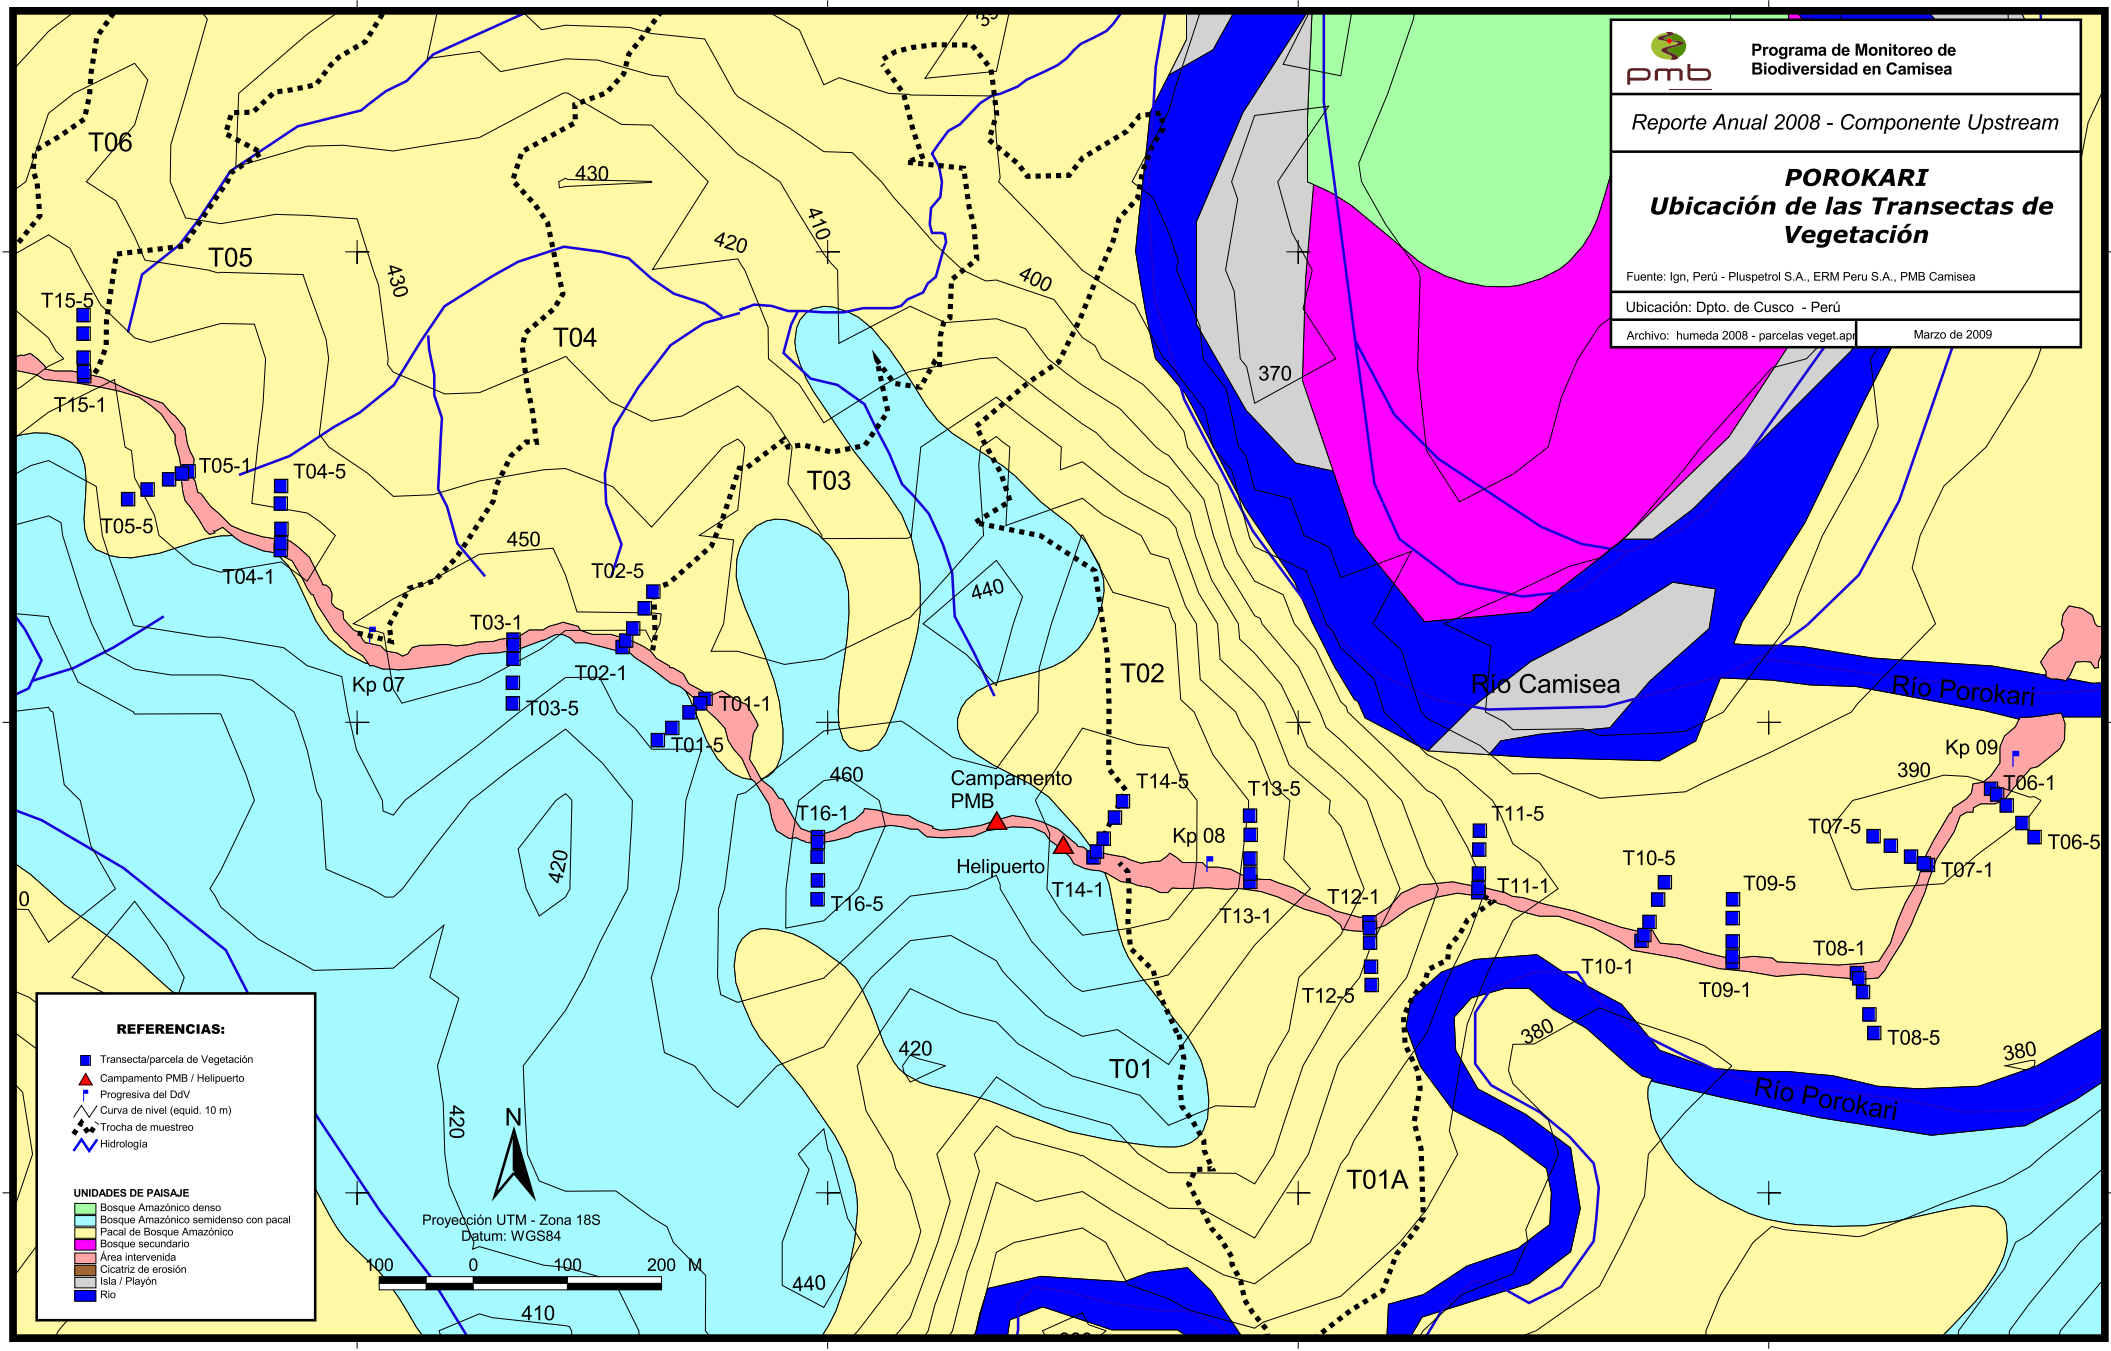 pmb
Programa de Monitoreo de
Biodiversidad en Camisea
Reporte Anual 2008 - Componente Upstream
POROKARI
Ubicación de las Transectas de
Vegetación
Fuente: Ign, Perú - Pluspetrol S.A., ERM Peru S.A., PMB Camisea
Ubicación: Dpto. de Cusco - Perú
Archivo: humeda 2008 - parcelas veget.apr
Marzo de 2009
T06
430
410
420
T05
430
400
T15-5
T04
370
T15-1
T05-1
T04-5
T03
T05-5
450
T04-1
T02-5
440
T03-1
T02-1
T02
Kp 07
T03-5
T01-1
Río Camisea
Río Porokari
T01-5
460
Campamento
PMB
T14-5
T13-5
Kp 09
390
T06-1
T16-1
T11-5
T07-5
Kp 08
T06-5
420
Helipuerto
T14-1
T10-5
T07-1
T16-5
T12-1
T11-1
T09-5
0
T13-1
T08-1
T10-1
T12-5
T09-1
380
T08-5
420
T01
380
Río Porokari
420
T01A
440
410
N
Proyección UTM - Zona 18S
Datum: WGS84
100 0 100 200 M
REFERENCIAS:
Transecta/parcela de Vegetación
Campamento PMB / Helipuerto
Progresiva del DdV
Curva de nivel (equid. 10 m)
Trocha de muestreo
Hidrología
UNIDADES DE PAISAJE
Bosque Amazónico denso
Bosque Amazónico semidenso con pacal
Pacal de Bosque Amazónico
Bosque secundario
Área intervenida
Cicatriz de erosión
Isla / Playón
Rio